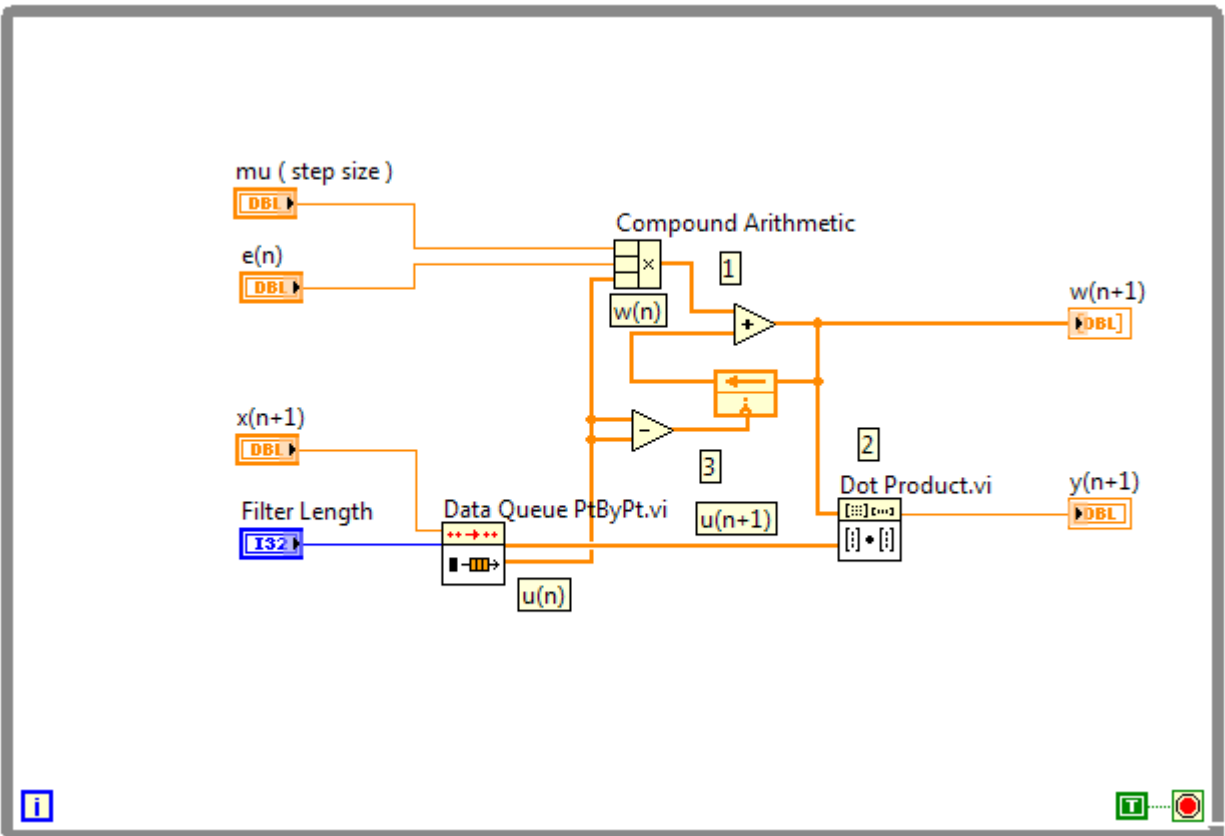 mu ( step size )
DBL
Compound Arithmetic
e(n)
DBL
×
1
w(n+1)
w(n)
+
DBL]
i
x(n+1)
DBL
-
2
3
Dot Product.vi
y(n+1)
Filter Length
Data Queue PtByPt.vi
u(n+1)
DBL
I32
u(n)
i
T